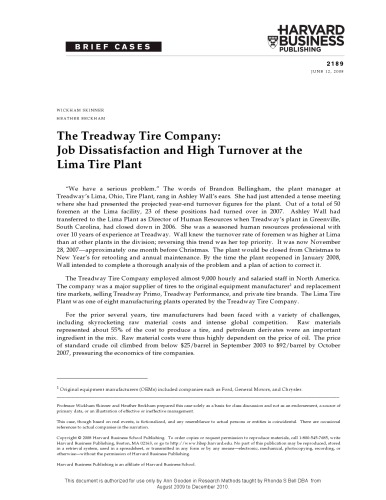 HARVARD
BUSINESS
PUBLISHING
BRIEF CASES
2189
JUNE 12, 2008
WICKHAM SKINNER
HEATHER BECKHAM
The Treadway Tire Company:
Job Dissatisfaction and High Turnover at the
Lima Tire Plant
“We have a serious problem.” The words of Brandon Bellingham, the plant manager at
Treadway’s Lima, Ohio, Tire Plant, rang in Ashley Wall’s ears. She had just attended a tense meeting
where she had presented the projected year-end turnover figures for the plant. Out of a total of 50
foremen at the Lima facility, 23 of these positions had turned over in 2007. Ashley Wall had
transferred to the Lima Plant as Director of Human Resources when Treadway’s plant in Greenville,
South Carolina, had closed down in 2006. She was a seasoned human resources professional with
over 10 years of experience at Treadway. Wall knew the turnover rate of foremen was higher at Lima
than at other plants in the division; reversing this trend was her top priority. It was now November
28, 2007—approximately one month before Christmas. The plant would be closed from Christmas to
New Year’s for retooling and annual maintenance. By the time the plant reopened in January 2008,
Wall intended to complete a thorough analysis of the problem and a plan of action to correct it.
The Treadway Tire Company employed almost 9,000 hourly and salaried staff in North America.
The company was a major supplier of tires to the original equipment manufacturer1 and replacement
tire markets, selling Treadway Primo, Treadway Performance, and private tire brands. The Lima Tire
Plant was one of eight manufacturing plants operated by the Treadway Tire Company.
For the prior several years, tire manufacturers had been faced with a variety of challenges,
including skyrocketing raw material costs and intense global competition. Raw materials
represented about 55% of the cost to produce a tire, and petroleum derivatives were an important
ingredient in the mix. Raw material costs were thus highly dependent on the price of oil. The price
of standard crude oil climbed from below $25/barrel in September 2003 to $92/barrel by October
2007, pressuring the economics of tire companies.
1 Original equipment manufacturers (OEMs) included companies such as Ford, General Motors, and Chrysler.
Professor Wickham Skinner and Heather Beckham prepared this case solely as a basis for class discussion and not as an endorsement, a source of
primary data, or an illustration of effective or ineffective management.
This case, though based on real events, is fictionalized, and any resemblance to actual persons or entities is coincidental. There are occasional
references to actual companies in the narration.
Copyright © 2008 Harvard Business School Publishing. To order copies or request permission to reproduce materials, call 1-800-545-7685, write
Harvard Business Publishing, Boston, MA 02163, or go to http://www.hbsp.harvard.edu. No part of this publication may be reproduced, stored
in a retrieval system, used in a spreadsheet, or transmitted in any form or by any means—electronic, mechanical, photocopying, recording, or
otherwise—without the permission of Harvard Business Publishing.
Harvard Business Publishing is an affiliate of Harvard Business School.
This document is authorized for use only by Ann Gooden in Research Methods taught by Rhonda S Bell DBA from
August 2009 to December 2010.